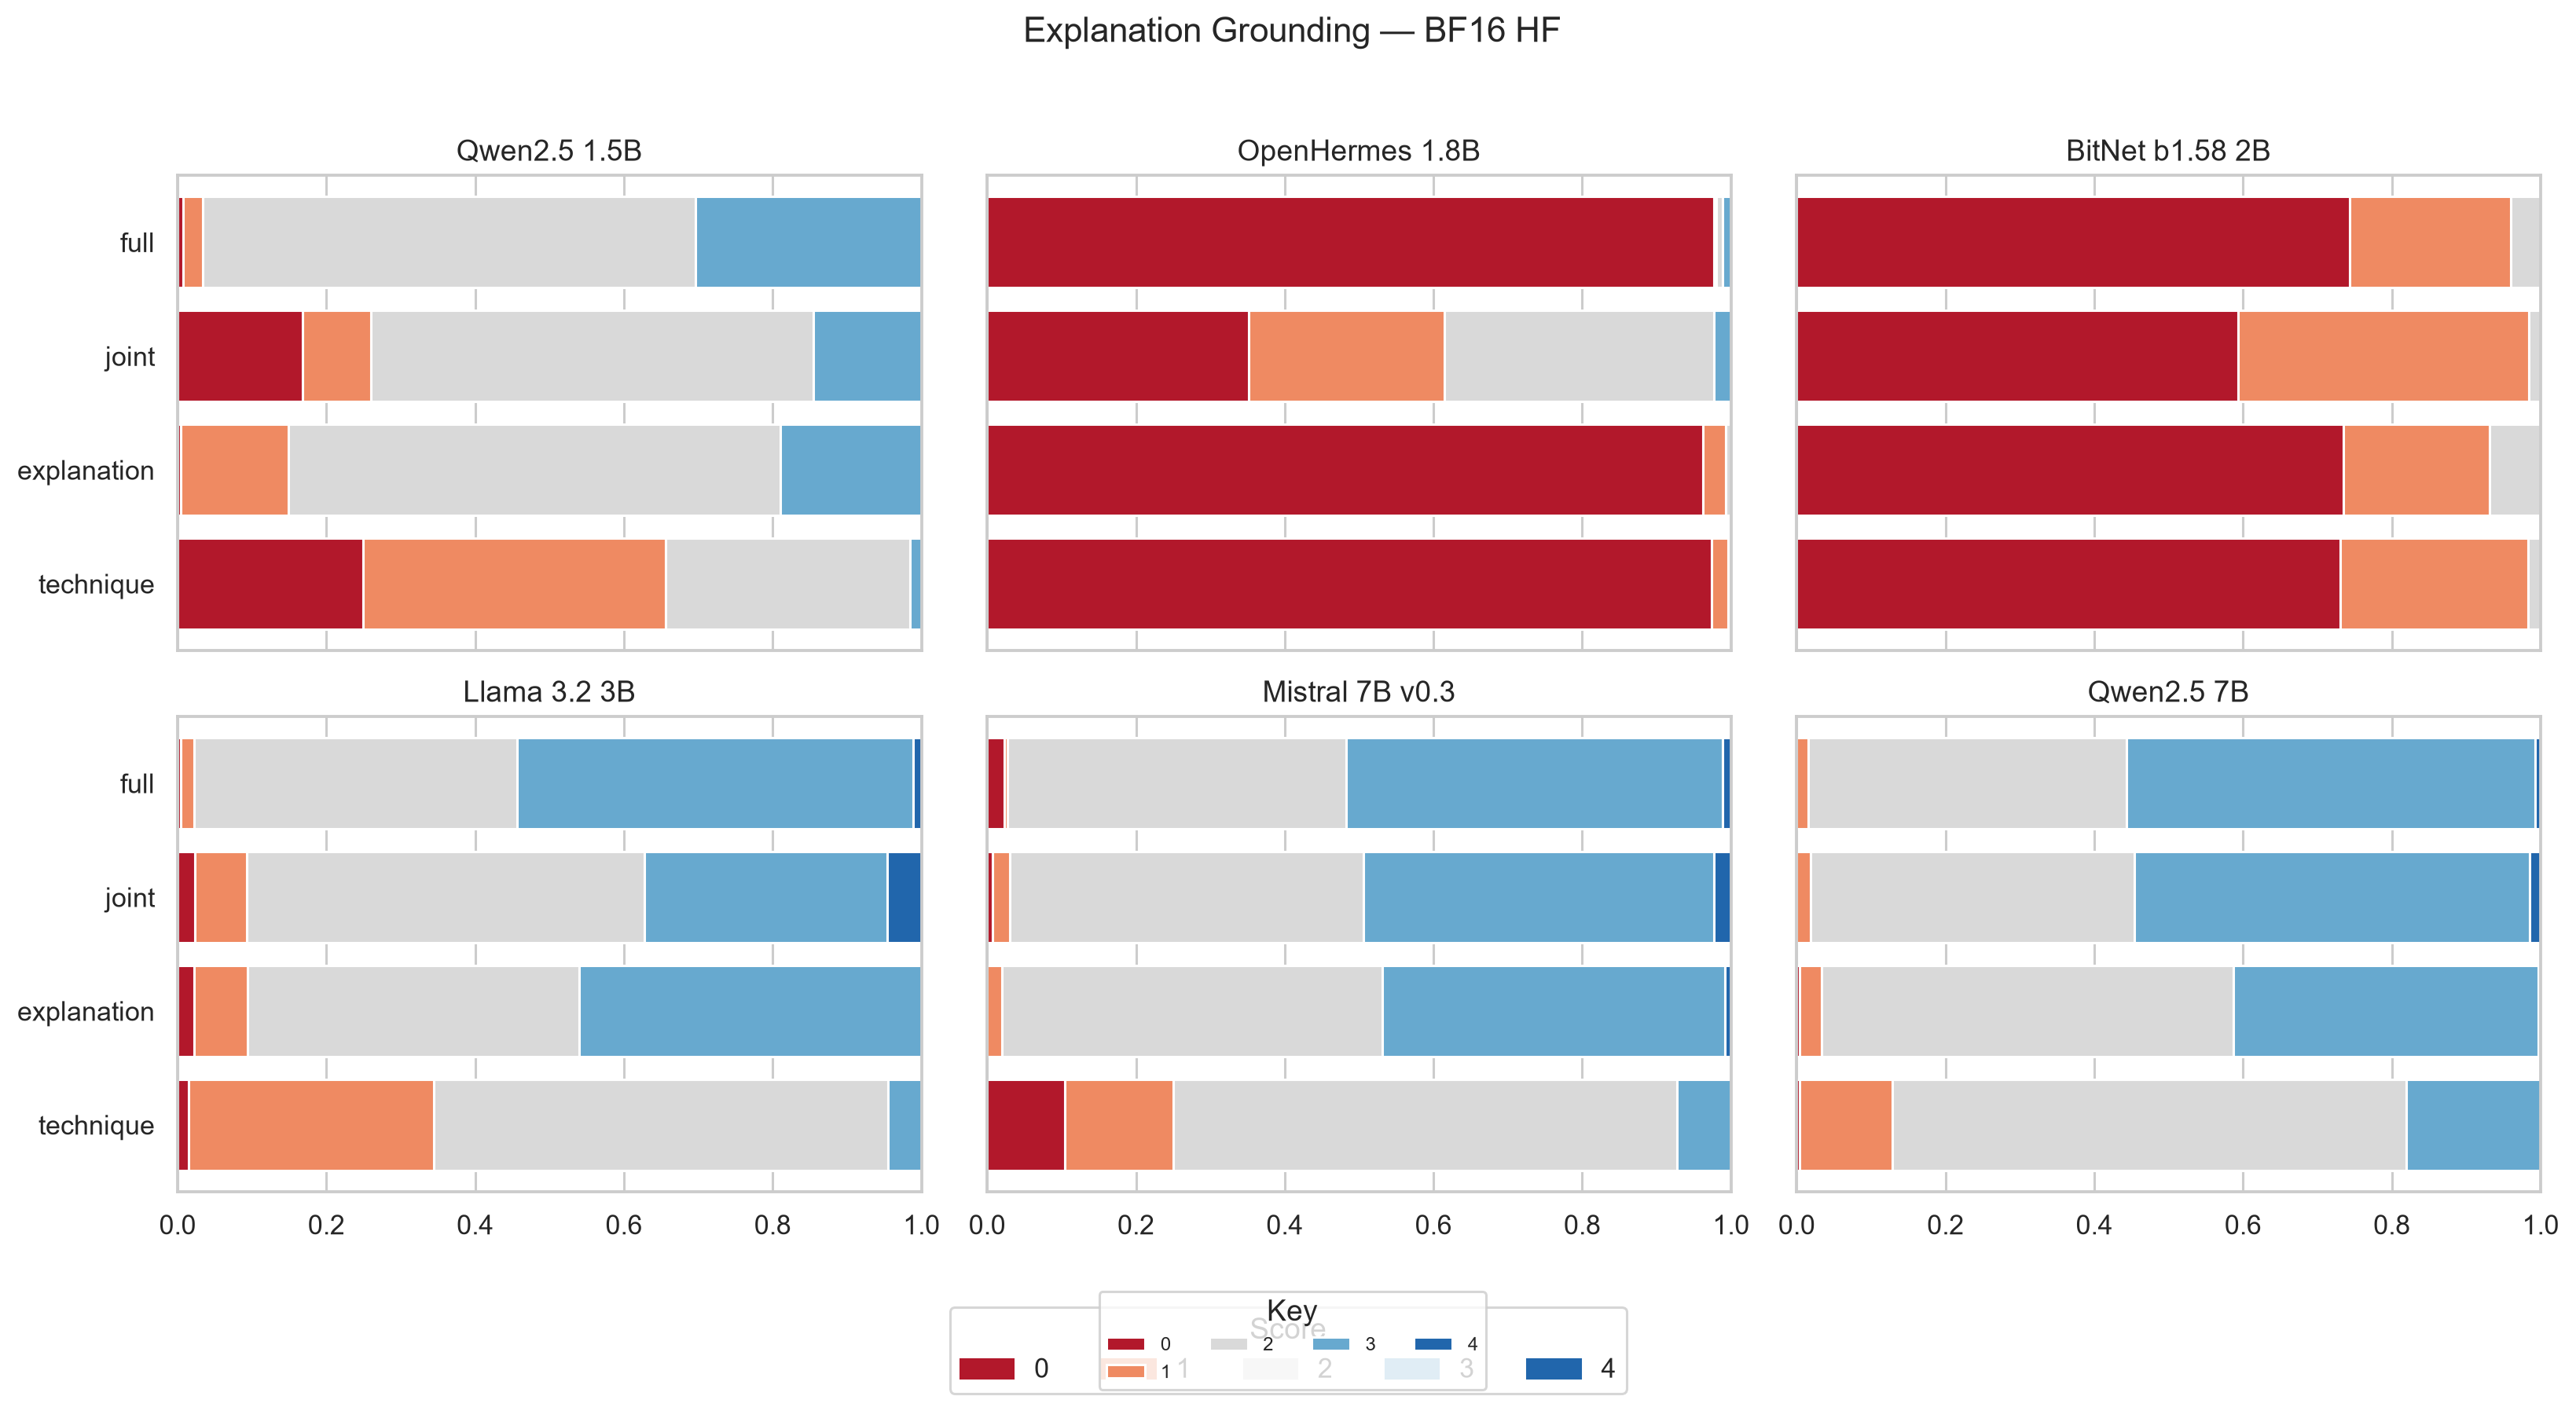 Explanation Grounding — BF16 HF
Qwen2.5 1.5B
OpenHermes 1.8B
BitNet b1.58 2B
full
joint
explanation
technique
Llama 3.2 3B
Mistral 7B v0.3
Qwen2.5 7B
full
joint
explanation
technique
0.0 0.2 0.4 0.6 0.8 1.0
0.0 0.2 0.4 0.6 0.8 1.0
0.0 0.2 0.4 0.6 0.8 1.0
Key
0 2 3 4
1
Score
0 1 2 3 4